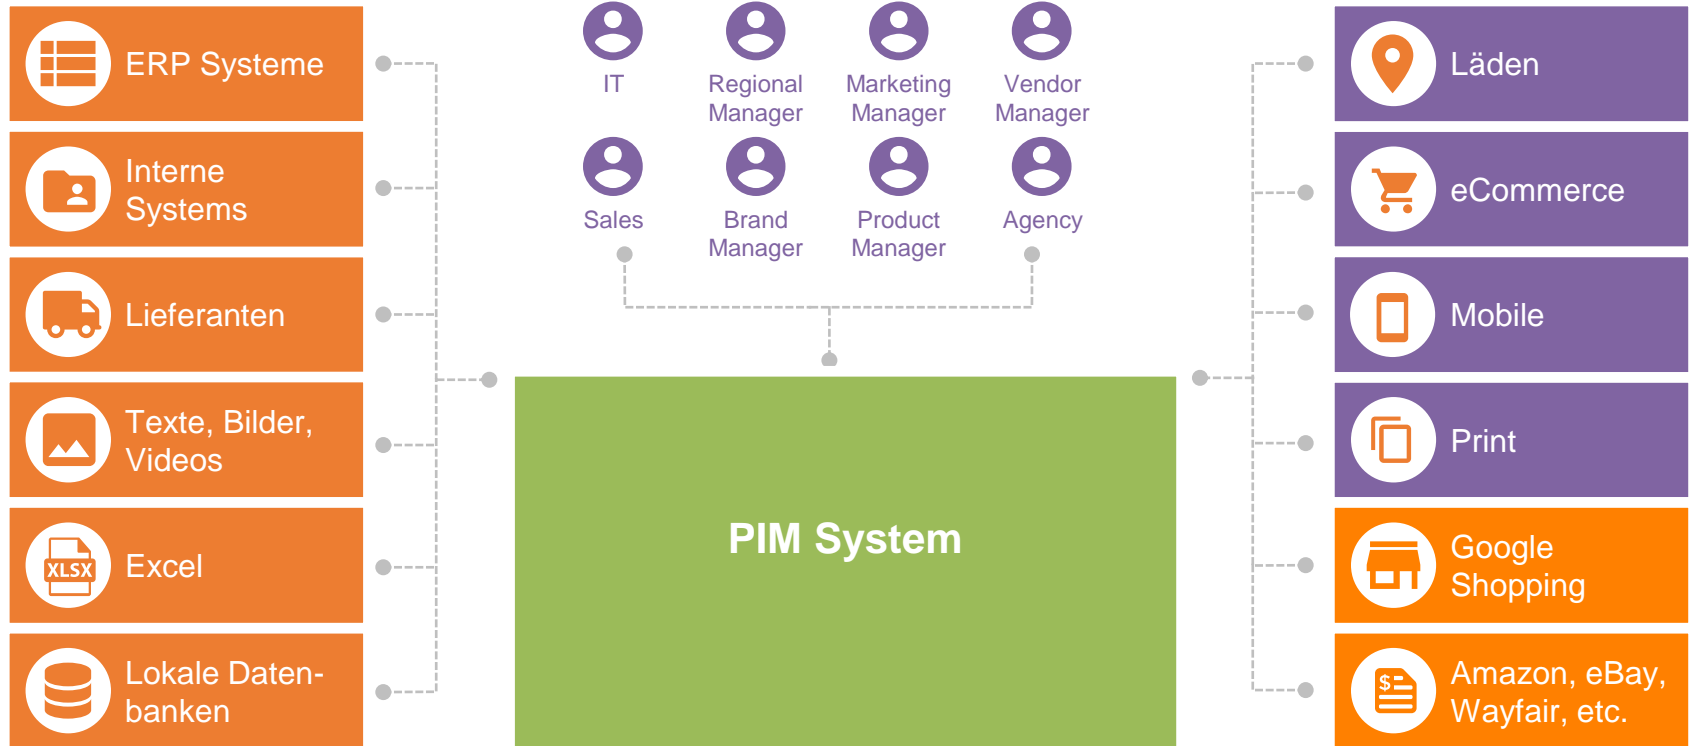 ERP Systeme
Interne
Systems
Lieferanten
Texte, Bilder,
Videos
XLSX
Excel
Lokale Daten-
banken
IT
Regional
Manager
Marketing
Manager
Vendor
Manager
Sales
Brand
Manager
Product
Manager
Agency
PIM System
Läden
eCommerce
Mobile
Print
Google
Shopping
$
Amazon, eBay,
Wayfair, etc.